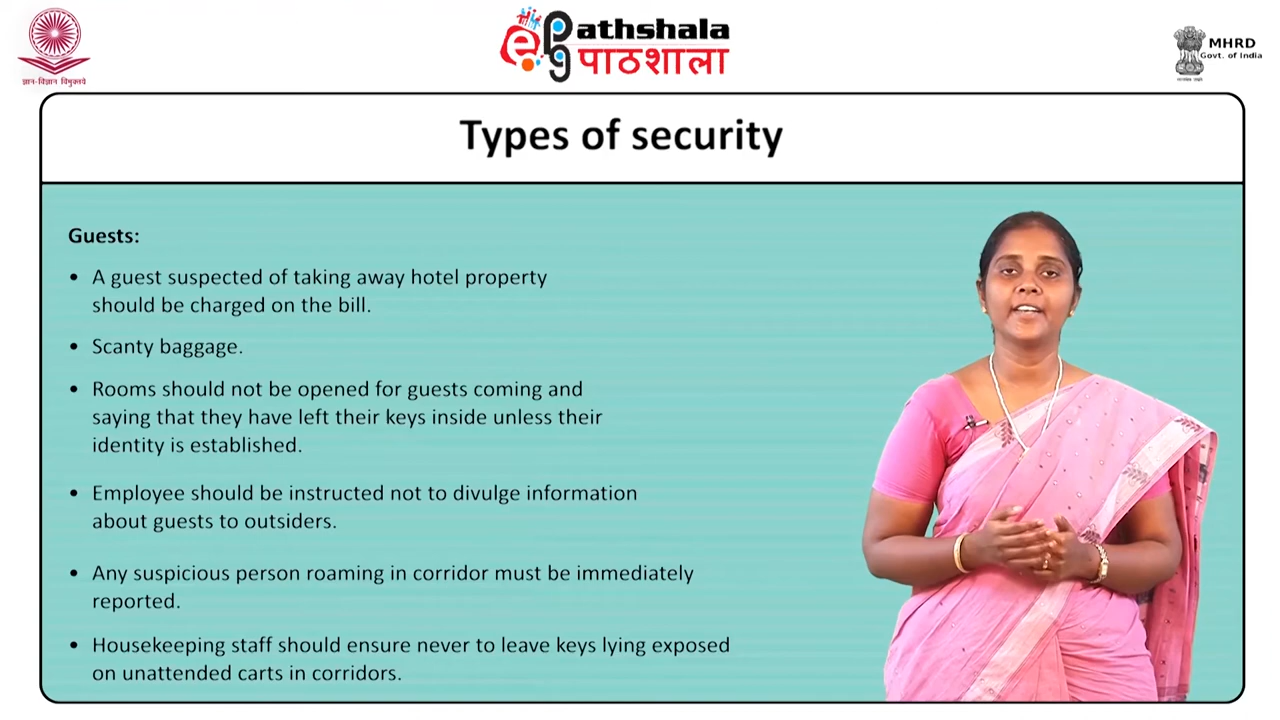 ज्ञान-विज्ञान विमुक्तये
e Pg athshala
पाठशाला
MHRD
Govt. of India
Types of security
Guests:
• A guest suspected of taking away hotel property
should be charged on the bill.
• Scanty baggage.
• Rooms should not be opened for guests coming and
saying that they have left their keys inside unless their
identity is established.
• Employee should be instructed not to divulge information
about guests to outsiders.
• Any suspicious person roaming in corridor must be immediately
reported.
• Housekeeping staff should ensure never to leave keys lying exposed
on unattended carts in corridors.